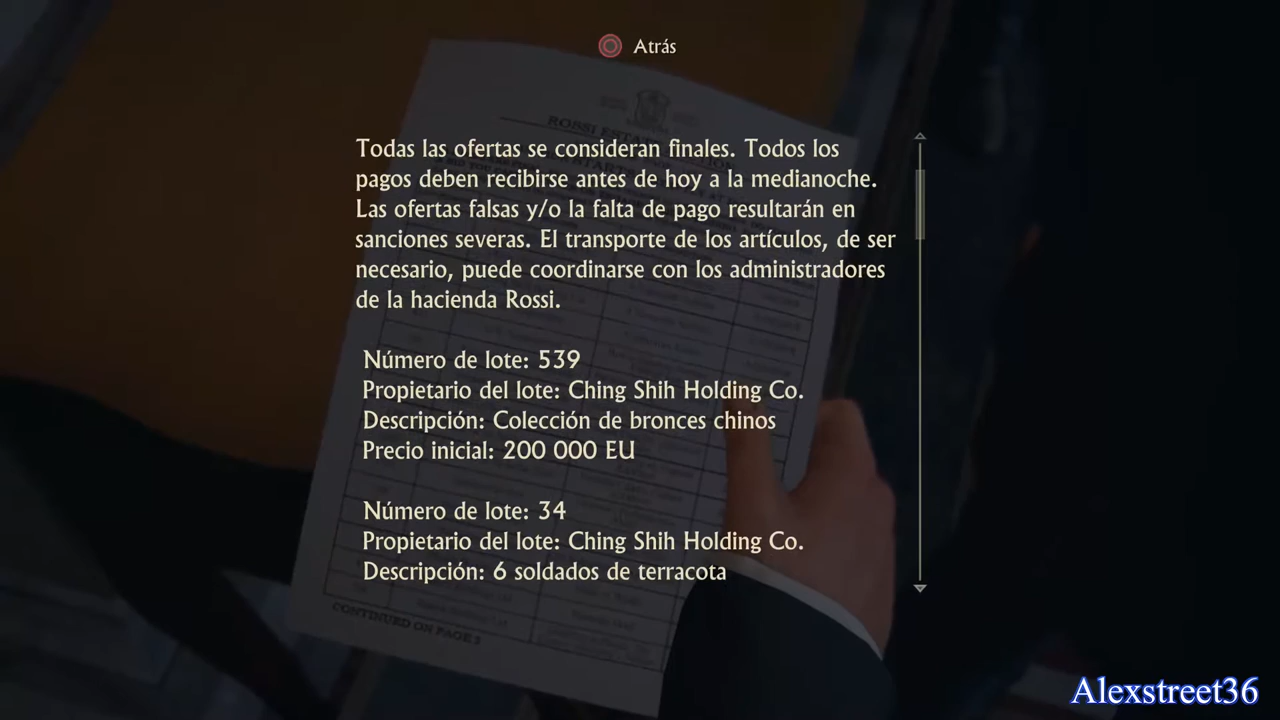 Atrás
ROSSI ESTATE
Todas las ofertas se consideran finales. Todos los
pagos deben recibirse antes de hoy a la medianoche.
Las ofertas falsas y/o la falta de pago resultarán en
sanciones severas. El transporte de los artículos, de ser
necesario, puede coordinarse con los administradores
de la hacienda Rossi.
Número de lote: 539
Propietario del lote: Ching Shih Holding Co.
Descripción: Colección de bronces chinos
Precio inicial: 200 000 EU
Número de lote: 34
Propietario del lote: Ching Shih Holding Co.
Descripción: 6 soldados de terracota
CONTINUED ON PAGE
Alexstreet36